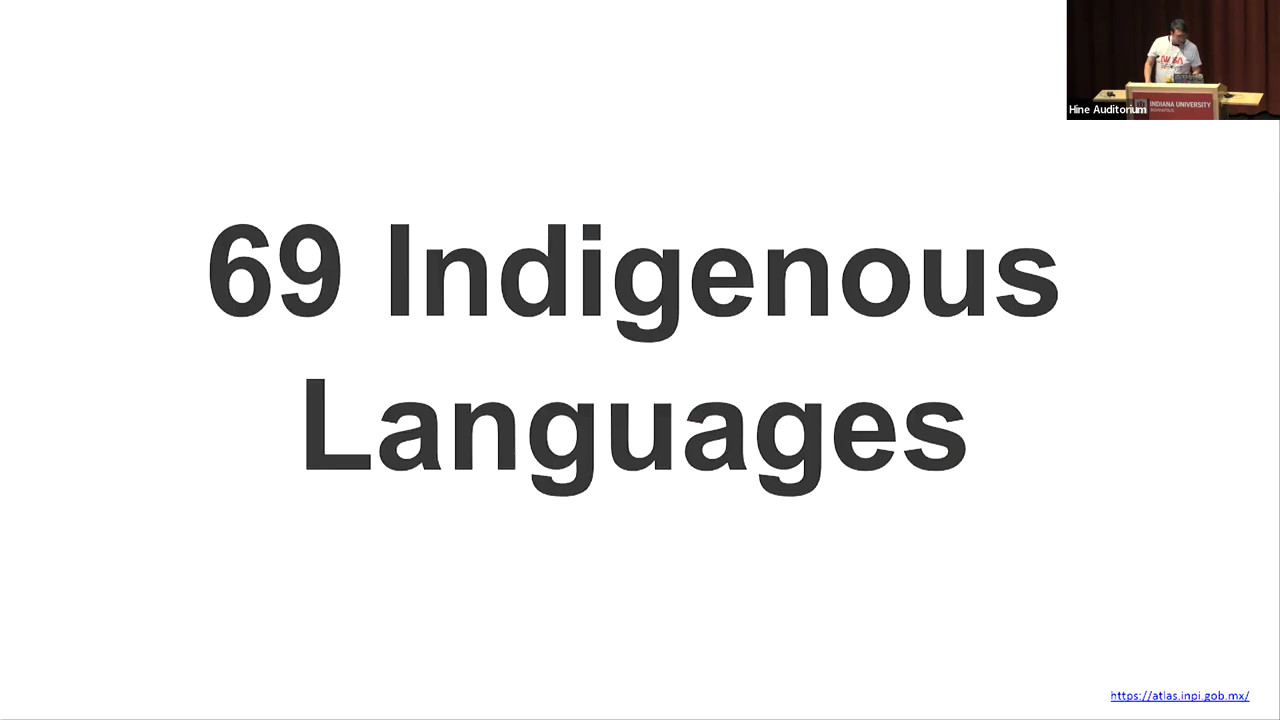 69 Indigenous
Languages
https://atlas.inpi.gob.mx/
Hine Auditorium
INDIANA UNIVERSITY